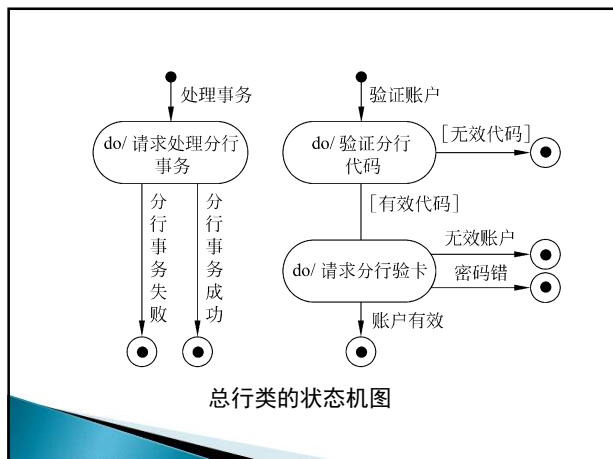 处理事务
do/ 请求处理分行
事务
分行事务失败
分行事务成功
验证账户
do/ 验证分行
代码
[无效代码]
[有效代码]
do/ 请求分行验卡
无效账户
密码错
账户有效
总行类的状态机图